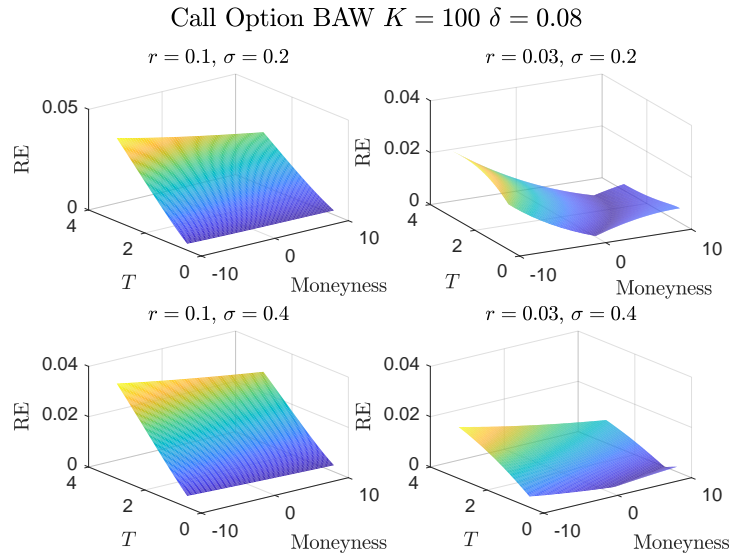 Call Option BAW K = 100 δ = 0.08
r = 0.1, σ = 0.2
0.05
RE
0
4
2
T
0
-10
0
Moneyness
10
r = 0.03, σ = 0.2
0.04
0.02
RE
0
4
2
T
0
-10
0
Moneyness
10
r = 0.1, σ = 0.4
0.04
0.02
RE
0
4
2
T
0
-10
0
Moneyness
10
r = 0.03, σ = 0.4
0.04
0.02
RE
0
4
2
T
0
-10
0
Moneyness
10